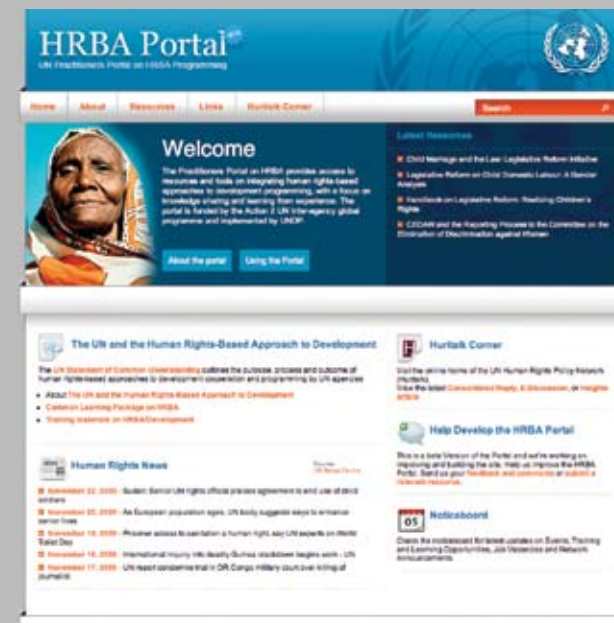 HRBA Portal
UN Practitioners Portal on HRBA Programming
Home About Resources Links Huritalk Corner
Search
Welcome
The Practitioners Portal on HRBA provides access to
resources and tools on integrating human rights-based
approaches to development programming, with a focus on
knowledge sharing and learning from experience. The
portal is funded by the Action 2 UN inter-agency global
programme and implemented by UNDP.
About the portal Using the Portal
Latest Resources
Child Marriage and the Law: Legislative Reform Initiative
Legislative Reform on Child Domestic Labour: A Gender
Analysis
Handbook on Legislative Reform: Realising Children's
Rights
CEDAW and the Reporting Process to the Committee on the
Elimination of Discrimination against Women
The UN and the Human Rights-Based Approach to Development
The UN Statement of Common Understanding outlines the purpose, process and outcome of
human rights-based approaches to development cooperation and programming by UN agencies
About The UN and the Human Rights-Based Approach to Development
Common Learning Package on HRBA
Training materials on HRBA/Development
Human Rights News
Source:
UN News Centre
November 22, 2009 - Sudan: Senior UN rights official praises agreement to end use of child
soldiers
November 20, 2009 - As European population ages, UN body suggests ways to enhance
senior lives
November 19, 2009 - Prisoner access to sanitation a human right, say UN experts on World
Toilet Day
November 18, 2009 - International inquiry into deadly Guinea crackdown begins work - UN
November 17, 2009 - UN report condemns trial in DR Congo military court over killing of
journalist
Huritalk Corner
Visit the online home of the UN Human Rights Policy Network
(Huritalk).
View the latest Consolidated Reply, E-Discussion, or Insights
article
Help Develop the HRBA Portal
This is a beta Version of the Portal and we're working on
improving and building the site. Help us improve the HRBA
Portal. Send us your feedback and comments or submit a
relevant resource.
05
Noticeboard
Check the noticeboard for latest updates on Events, Training
and Learning Opportunities, Job Vacancies and Network
Announcements.